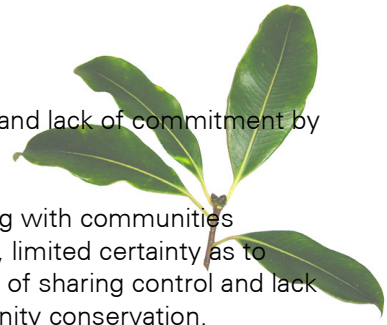 and lack of commitment by
g with communities
, limited certainty as to
of sharing control and lack
nity conservation.